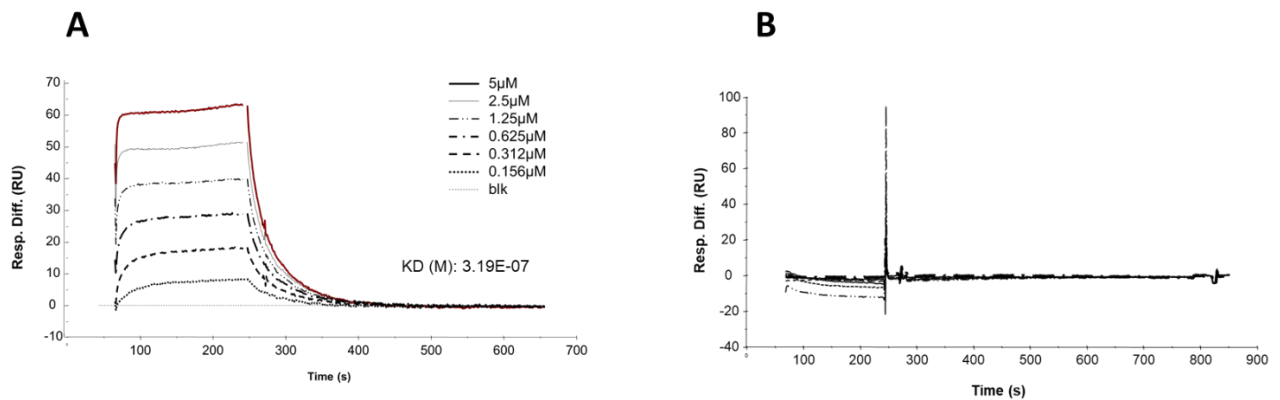 A
B
70
60
50
40
30
20
10
0
-10
Resp. Diff. (RU)
5μM
2.5μM
1.25μM
0.625μM
0.312μM
0.156μM
blk
KD (M): 3.19E-07
0
100
200
300
400
500
600
700
Time (s)
100
80
60
40
20
0
-20
-40
Resp. Diff. (RU)
0
100
200
300
400
500
600
700
800
900
Time (s)